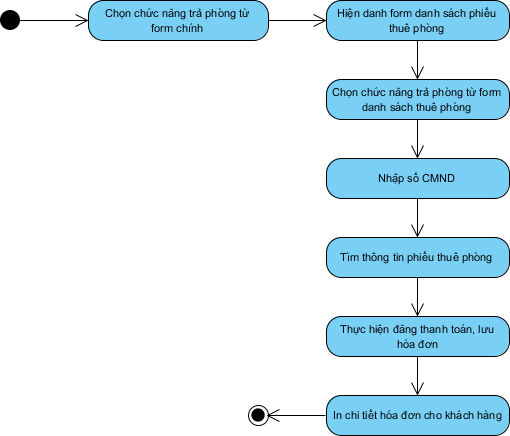 Chọn chức năng trả phòng từ
form chính
Hiện danh form danh sách phiếu
thuê phòng
Chọn chức năng trả phòng từ form
danh sách thuê phòng
Nhập số CMND
Tìm thông tin phiếu thuê phòng
Thực hiện đăng thanh toán, lưu
hóa đơn
In chi tiết hóa đơn cho khách hàng